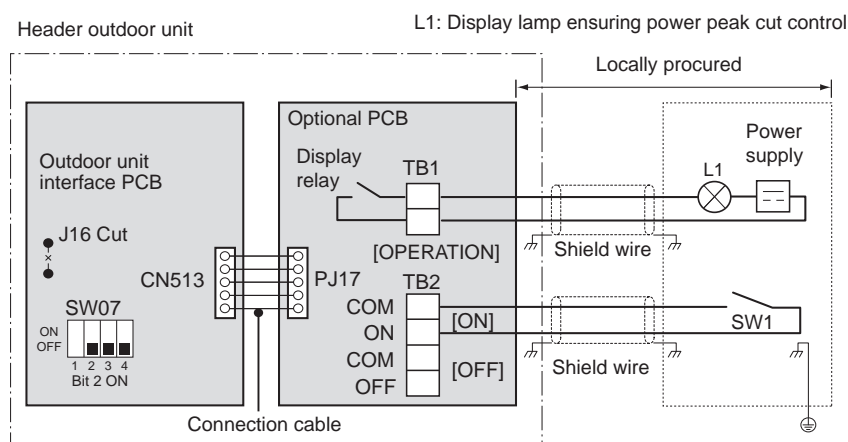 Header outdoor unit
L1: Display lamp ensuring power peak cut control
Locally procured
Optional PCB
Outdoor unit
interface PCB
Display
relay
TB1
L1
Power
supply
J16 Cut
[OPERATION]
Shield wire
CN513
PJ17
TB2
SW07
ON
OFF
1 2 3 4
Bit 2 ON
COM
ON
[ON]
COM
OFF
[OFF]
SW1
Shield wire
Connection cable